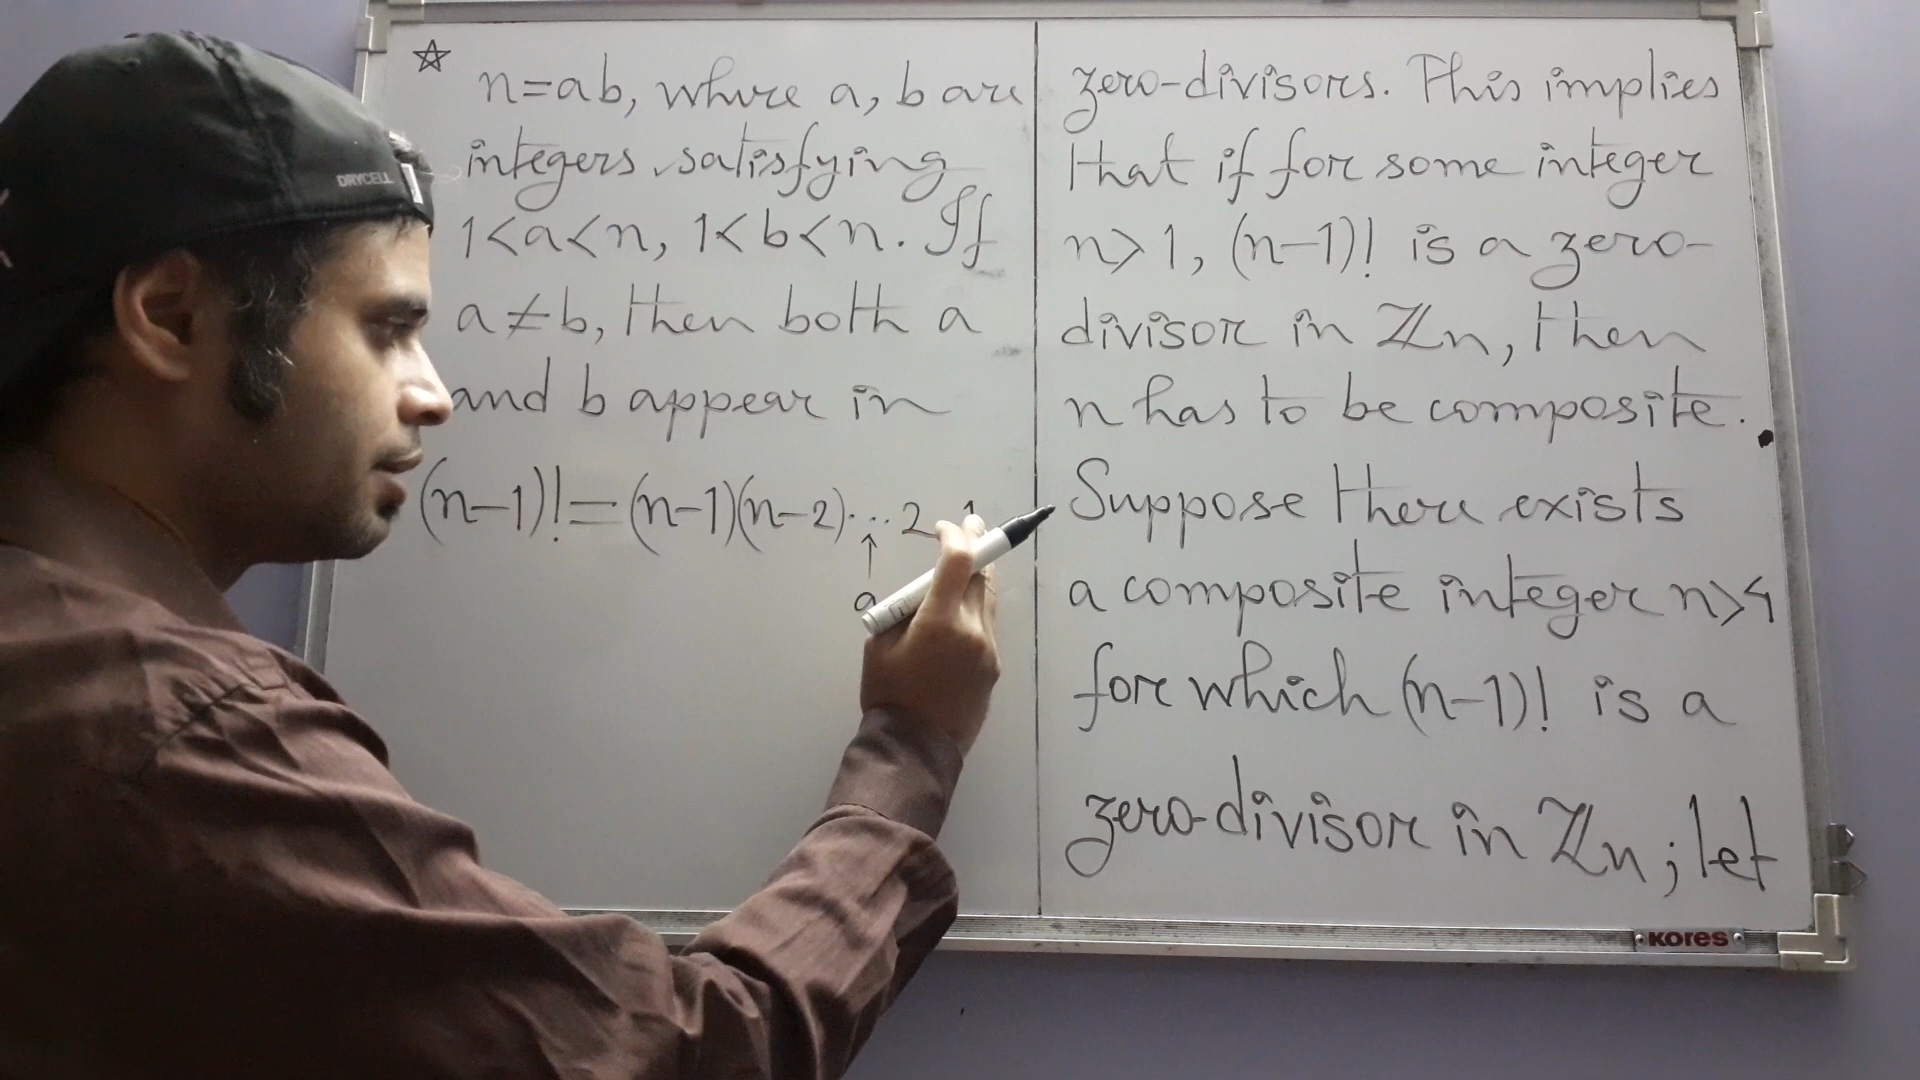 n=ab, where a, b are
integers satisfying
1<a<n, 1<b<n. If
a≠b, then both a
and b appear in
(n-1)!=(n-1)(n-2)...2.1
↑
a
zero-divisors. This implies
that if for some integer
n>1, (n-1)! is a zero-
divisor in ℤn, then
n has to be composite.
Suppose there exists
a composite integer n>4
for which (n-1)! is a
zero-divisor in ℤn; let
DRYCELL
KORES